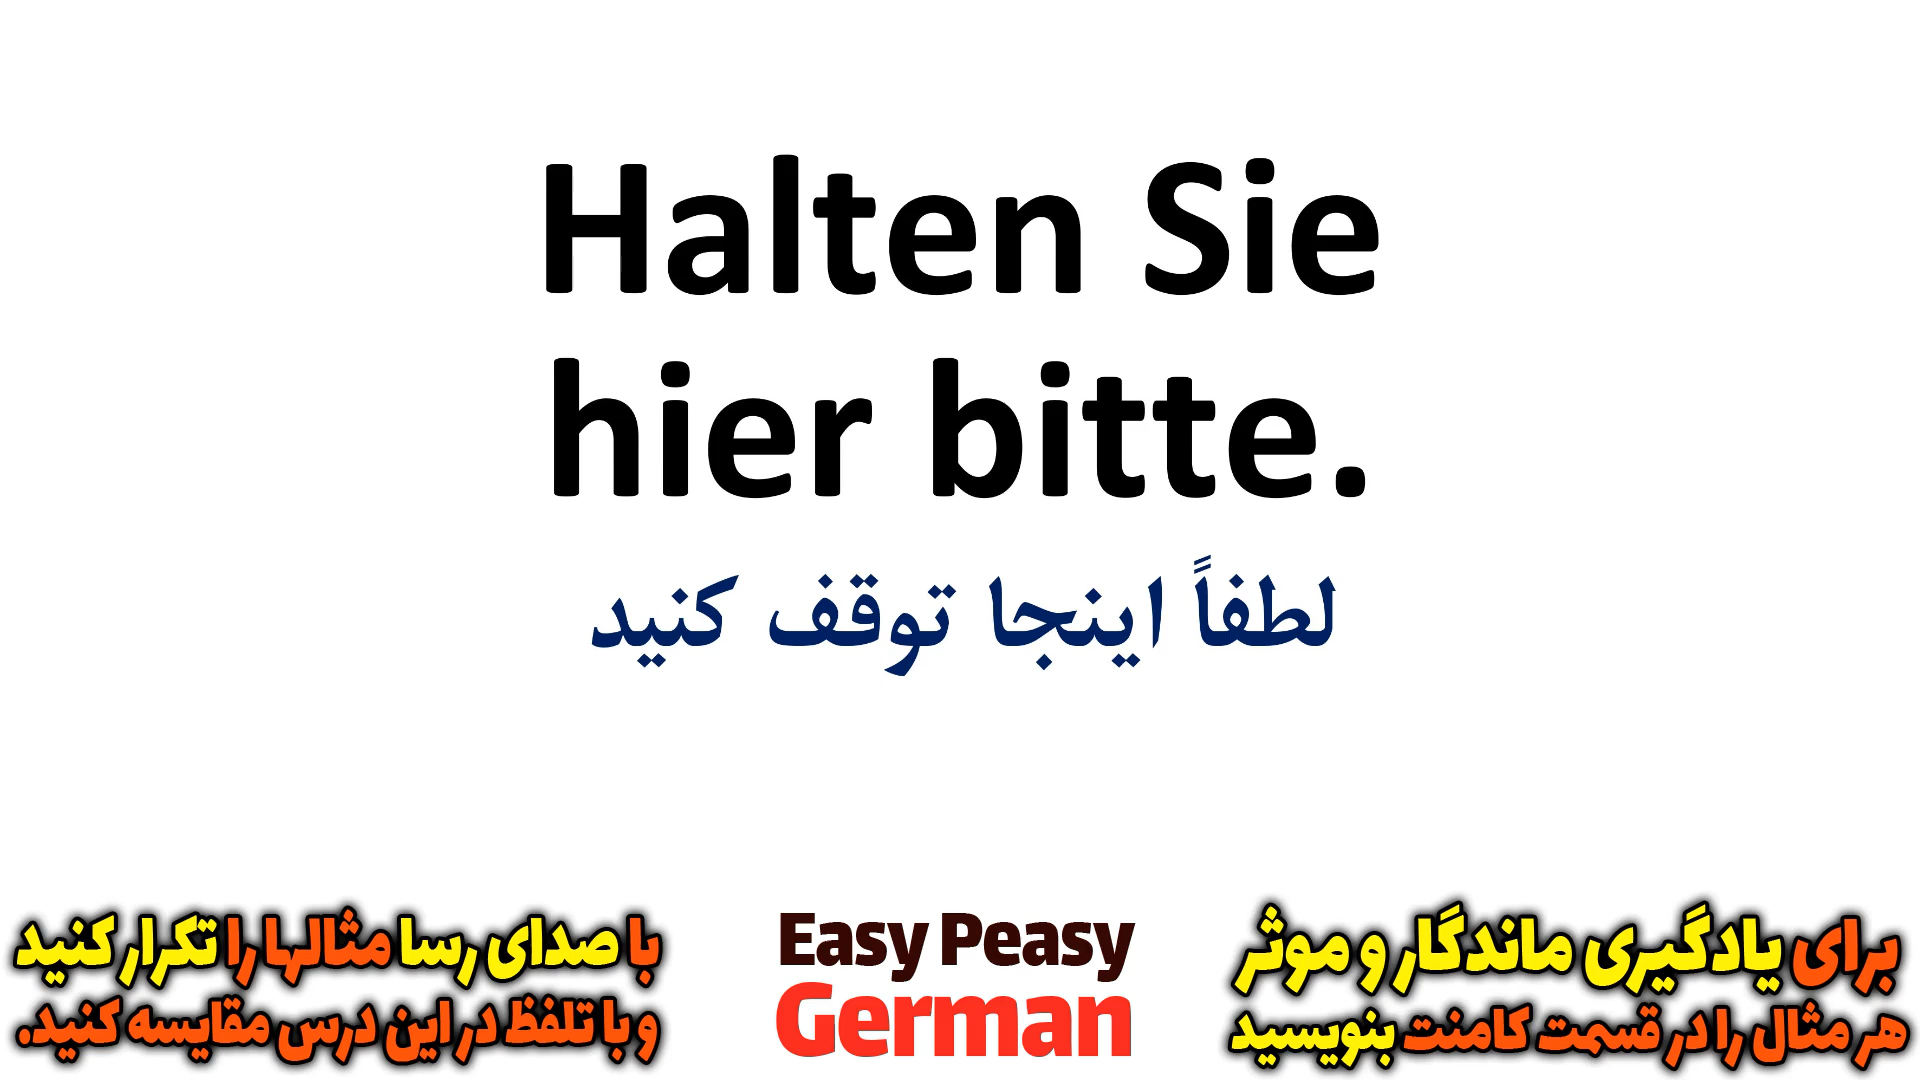 Halten Sie
hier bitte.
لطفاً اینجا توقف کنید
برای یادگیری ماندگار و موثر
هر مثال را در قسمت کامنت بنویسید
Easy Peasy
German
با صدای رسا مثالها را تکرار کنید
و با تلفظ در این درس مقایسه کنید.